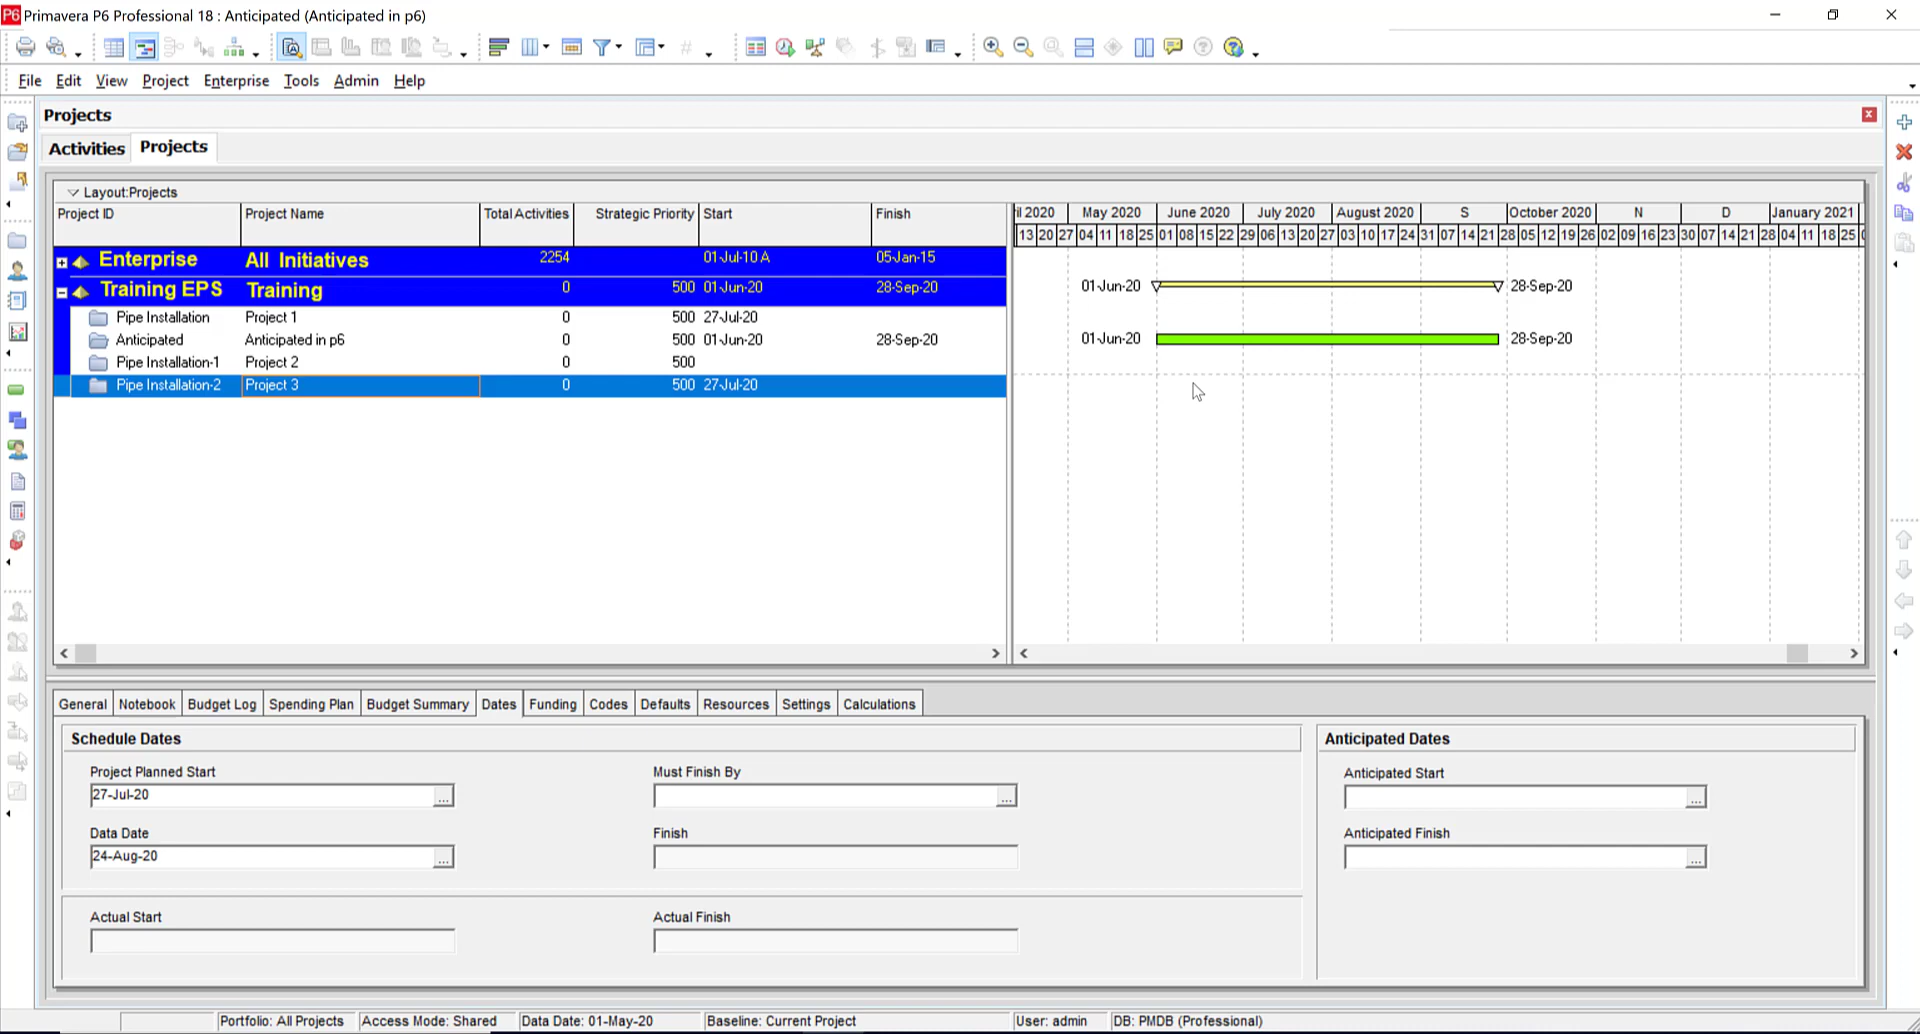 P6 Primavera P6 Professional 18 : Anticipated (Anticipated in p6)
File Edit View Project Enterprise Tools Admin Help
Projects
Activities Projects
Layout:Projects
Project ID Project Name Total Activities Strategic Priority Start Finish
il 2020 May 2020 June 2020 July 2020 August 2020 S October 2020 N D January 2021
13 20 27 04 11 18 25 01 08 15 22 29 06 13 20 27 03 10 17 24 31 07 14 21 28 05 12 19 26 02 09 16 23 30 07 14 21 28 04 11 18 25
Enterprise All Initiatives 2254 01-Jul-10 A 05-Jan-15
Training EPS Training 0 500 01-Jun-20 28-Sep-20
01-Jun-20 28-Sep-20
Pipe Installation Project 1 0 500 27-Jul-20
Anticipated Anticipated in p6 0 500 01-Jun-20 28-Sep-20
01-Jun-20 28-Sep-20
Pipe Installation-1 Project 2 0 500
Pipe Installation-2 Project 3 0 500 27-Jul-20
General Notebook Budget Log Spending Plan Budget Summary Dates Funding Codes Defaults Resources Settings Calculations
Schedule Dates
Project Planned Start
27-Jul-20
Must Finish By
Data Date
24-Aug-20
Finish
Actual Start
Actual Finish
Anticipated Dates
Anticipated Start
Anticipated Finish
Portfolio: All Projects Access Mode: Shared Data Date: 01-May-20 Baseline: Current Project User: admin DB: PMDB (Professional)